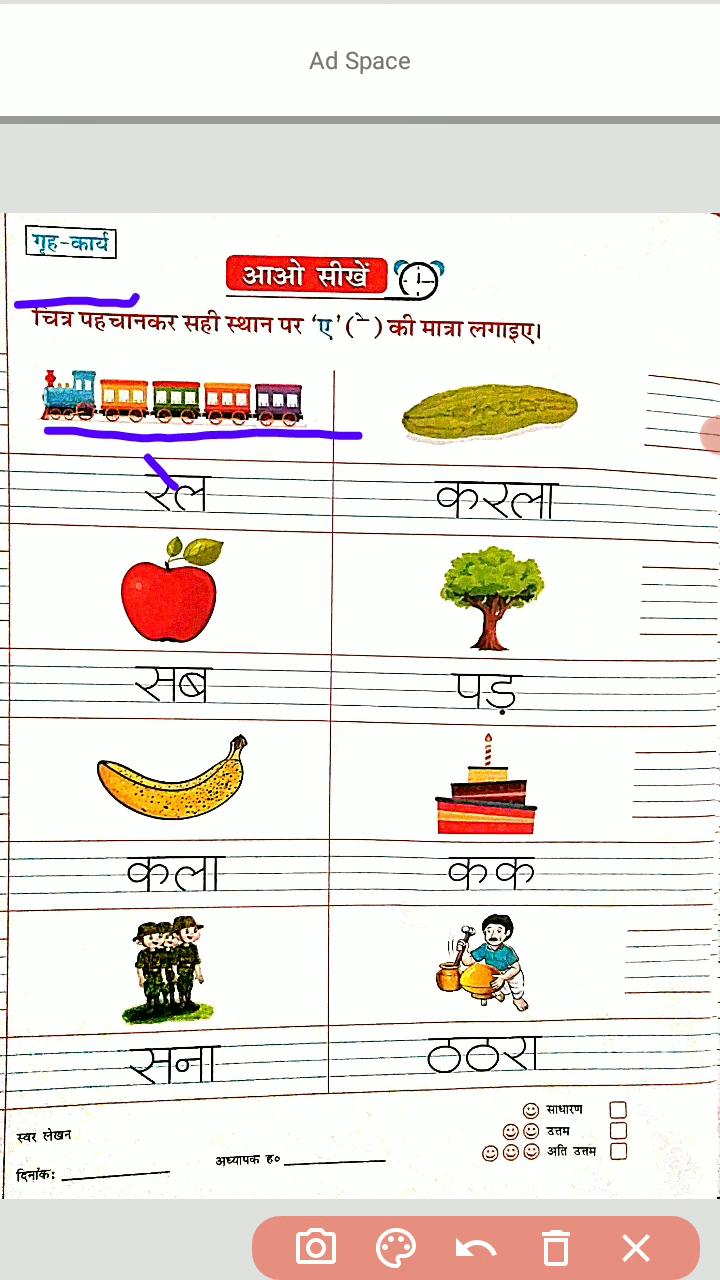 Ad Space
गृह-कार्य
आओ सीखें
चित्र पहचानकर सही स्थान पर ‘ए’ ( े ) की मात्रा लगाइए।
रल
करला
सब
पड़
कला
कक
सना
ठठरा
साधारण
स्वर लेखन
उत्तम
अध्यापक ह०
अति उत्तम
दिनांक: